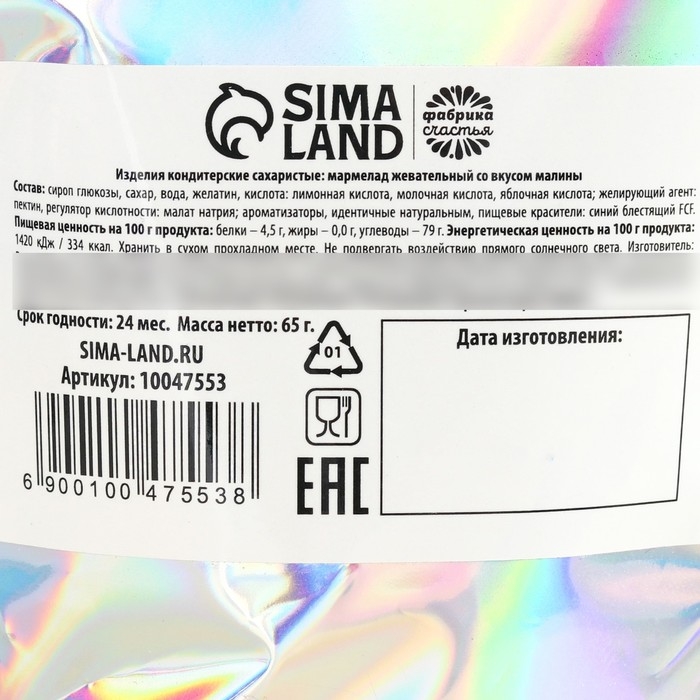 SIMA LAND
фабрика счастья
Изделия кондитерские сахаристые: мармелад жевательный со вкусом малины
Состав: сироп глюкозы, сахар, вода, желатин, кислота: лимонная кислота, молочная кислота, яблочная кислота; желирующий агент:
пектин, регулятор кислотности: малат натрия; ароматизаторы, идентичные натуральным, пищевые красители: синий блестящий FCF.
Пищевая ценность на 100 г продукта: белки – 4,5 г, жиры – 0,0 г, углеводы – 79 г. Энергетическая ценность на 100 г продукта:
1420 кДж / 334 ккал. Хранить в сухом прохладном месте. Не подвергать воздействию прямого солнечного света. Изготовитель:
Срок годности: 24 мес. Масса нетто: 65 г.
SIMA-LAND.RU
Артикул: 10047553
6 900100 475538
01
EAC
Дата изготовления: